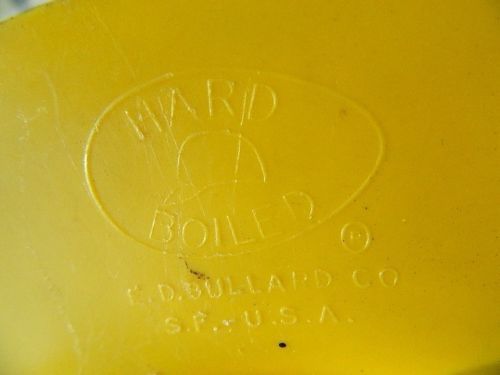 HARD
BOILED
®
E.D. BULLARD CO
S.F.-U.S.A.